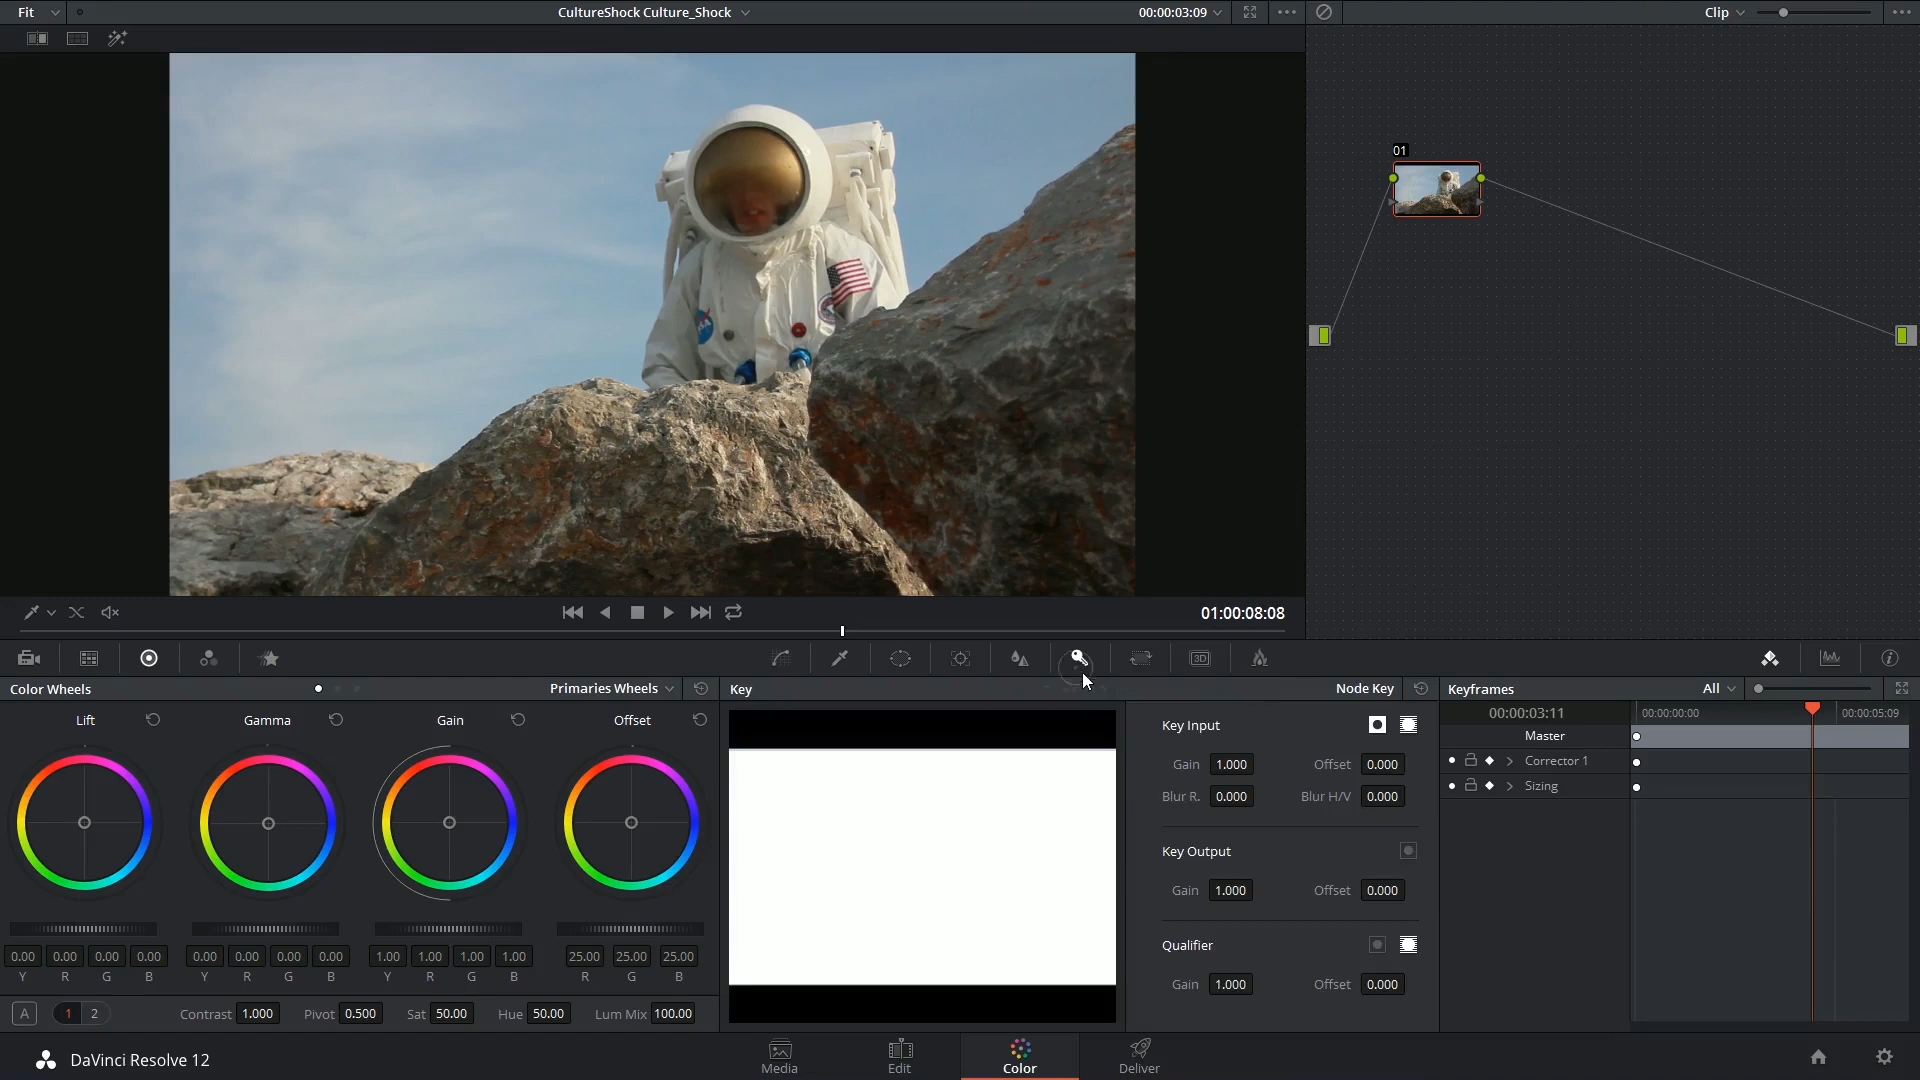 Fit CultureShock Culture_Shock 00:00:03:09 Clip
01
01:00:08:08
3D
Color Wheels Primaries Wheels Key Node Key Keyframes All
Lift Gamma Gain Offset
Key Input
Gain 1.000 Offset 0.000
Blur R. 0.000 Blur H/V 0.000
Key Output
Gain 1.000 Offset 0.000
Qualifier
Gain 1.000 Offset 0.000
00:00:03:11 00:00:00:00 00:00:05:09
Master
Corrector 1
Sizing
0.00 0.00 0.00 0.00 0.00 0.00 0.00 0.00 1.00 1.00 1.00 1.00 25.00 25.00 25.00
Y R G B Y R G B Y R G B R G B
A 1 2 Contrast 1.000 Pivot 0.500 Sat 50.00 Hue 50.00 Lum Mix 100.00
DaVinci Resolve 12 Media Edit Color Deliver